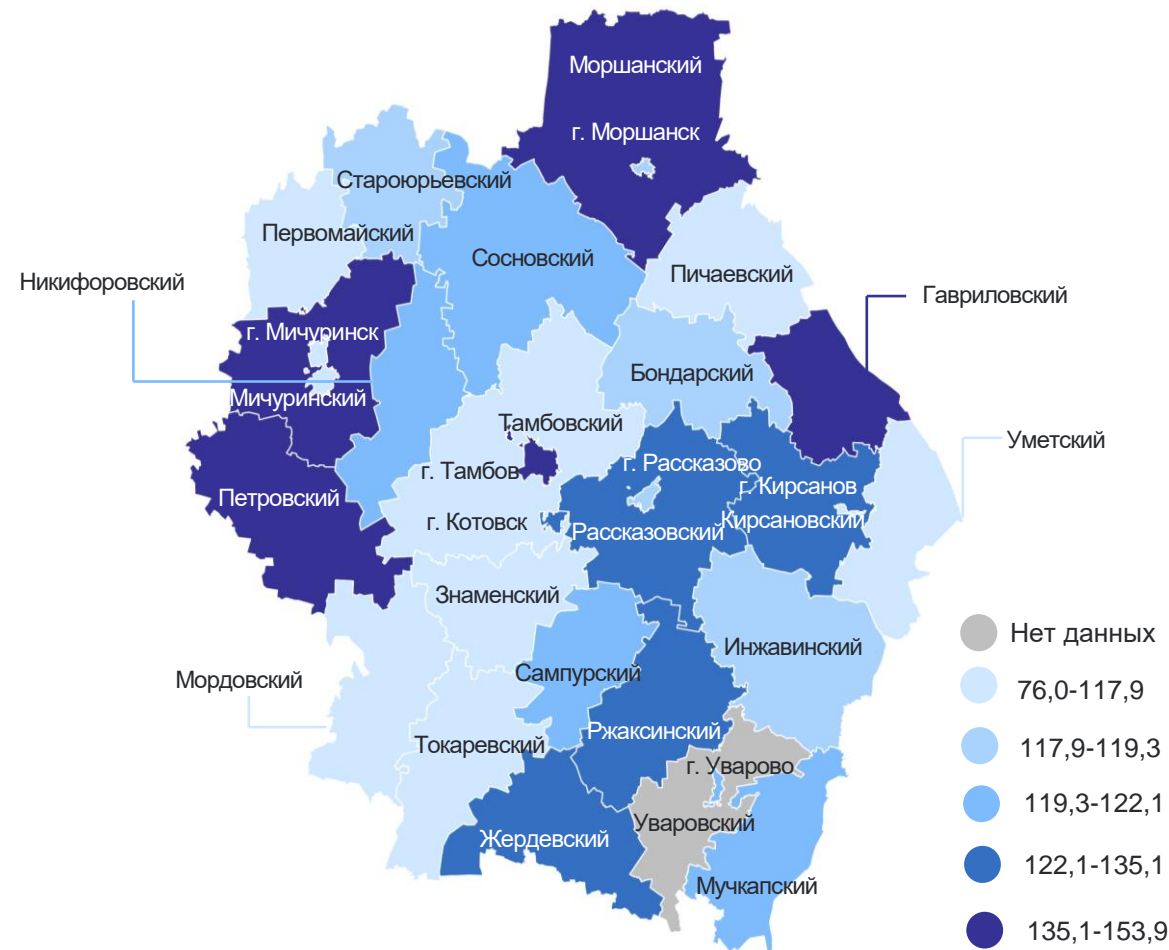 Моршанский
г. Моршанск
Староюрьевский
Первомайский
Сосновский
Пичаевский
Никифоровский
Гавриловский
г. Мичуринск
Бондарский
Мичуринский
Тамбовский
Уметский
г. Рассказово
г. Тамбов
г. Кирсанов
Петровский
г. Котовск
Кирсановский
Рассказовский
Знаменский
Нет данных
Инжавинский
Сампурский
Мордовский
76,0-117,9
Ржаксинский
Токаревский
117,9-119,3
г. Уварово
119,3-122,1
Уваровский
Жердевский
122,1-135,1
Мучкапский
135,1-153,9